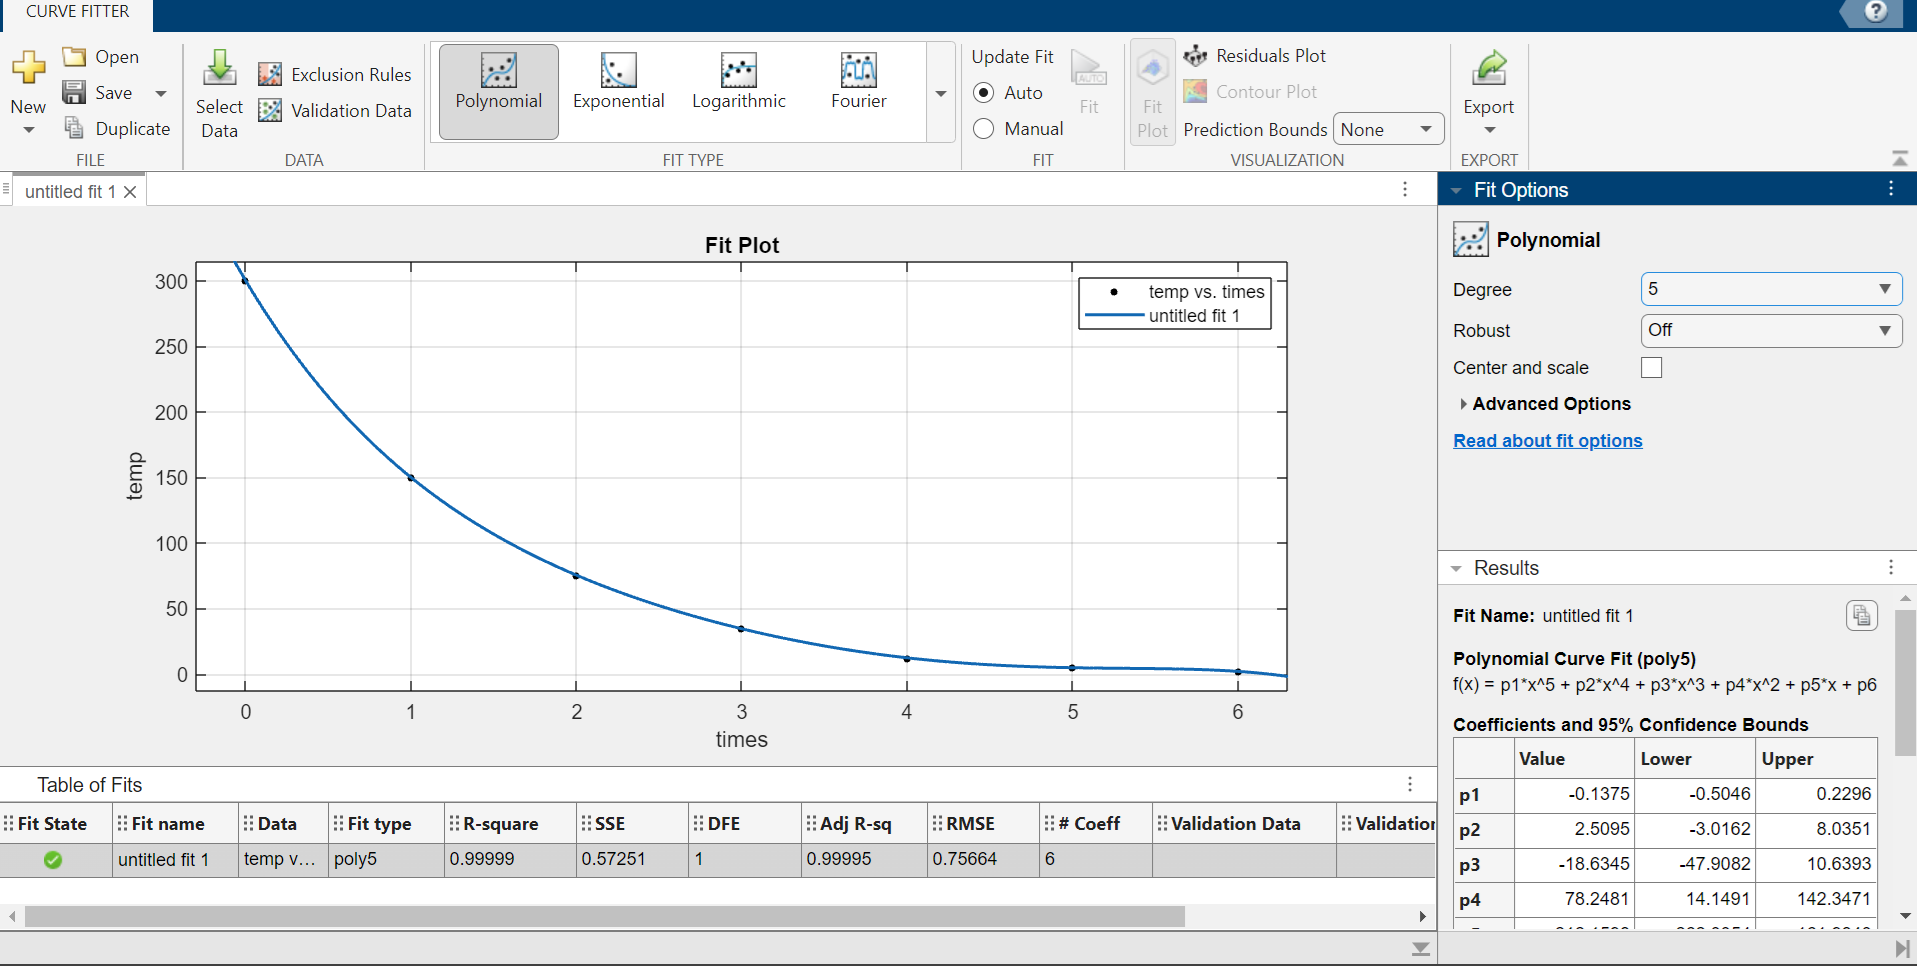 CURVE FITTER
?
New
Open
Save
Duplicate
FILE
Select
Data
Exclusion Rules
Validation Data
DATA
Polynomial
Exponential
Logarithmic
Fourier
FIT TYPE
Update Fit
Auto
Manual
AUTO
Fit
FIT
Fit
Plot
Residuals Plot
Contour Plot
Prediction Bounds None
VISUALIZATION
Export
EXPORT
untitled fit 1
Fit Plot
temp vs. times
untitled fit 1
300
250
200
150
100
50
0
temp
0 1 2 3 4 5 6
times
Fit Options
Polynomial
Degree 5
Robust Off
Center and scale
Advanced Options
Read about fit options
Results
Fit Name: untitled fit 1
Polynomial Curve Fit (poly5)
f(x) = p1*x^5 + p2*x^4 + p3*x^3 + p4*x^2 + p5*x + p6
Coefficients and 95% Confidence Bounds
Value Lower Upper
p1 -0.1375 -0.5046 0.2296
p2 2.5095 -3.0162 8.0351
p3 -18.6345 -47.9082 10.6393
p4 78.2481 14.1491 142.3471
Table of Fits
Fit State Fit name Data Fit type R-square SSE DFE Adj R-sq RMSE # Coeff Validation Data Validation
untitled fit 1 temp v... poly5 0.99999 0.57251 1 0.99995 0.75664 6